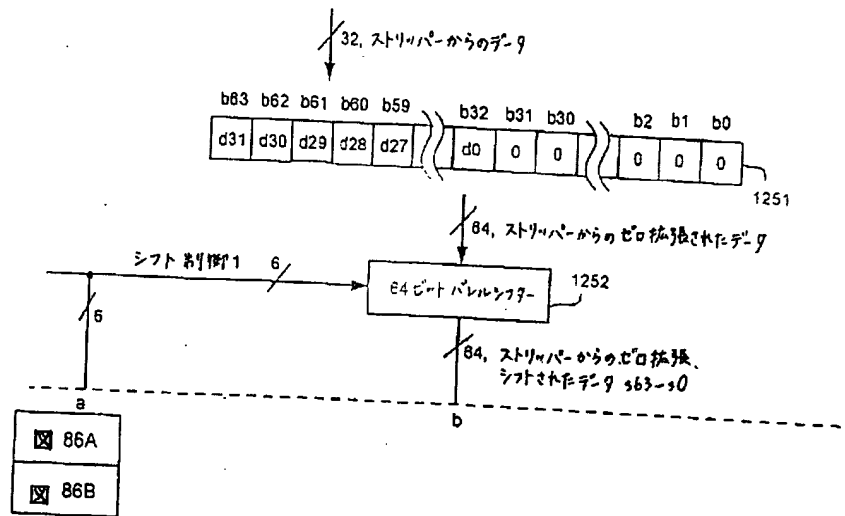 32, ストリッパーからのデータ
b63 b62 b61 b60 b59 b32 b31 b30 b2 b1 b0
d31 d30 d29 d28 d27 d0 0 0 0 0 0
1251
64, ストリッパーからのゼロ拡張されたデータ
シフト制御1 6
6
64ビットバレルシフター
1252
64, ストリッパーからのゼロ拡張、
シフトされたデータ s63-s0
a
b
図 86A
図 86B